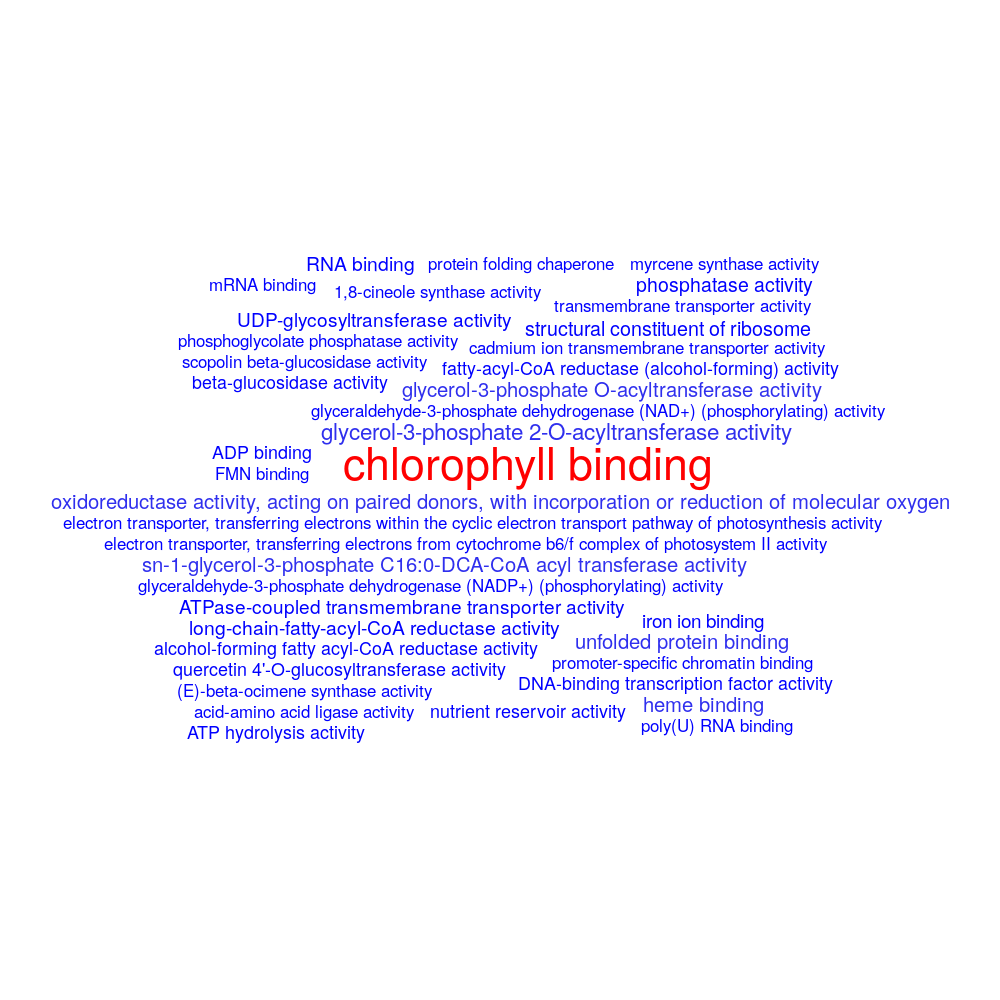 RNA binding protein folding chaperone myrcene synthase activity
mRNA binding 1,8-cineole synthase activity phosphatase activity
transmembrane transporter activity
UDP-glycosyltransferase activity structural constituent of ribosome
phosphoglycolate phosphatase activity cadmium ion transmembrane transporter activity
scopolin beta-glucosidase activity fatty-acyl-CoA reductase (alcohol-forming) activity
beta-glucosidase activity glycerol-3-phosphate O-acyltransferase activity
glyceraldehyde-3-phosphate dehydrogenase (NAD+) (phosphorylating) activity
glycerol-3-phosphate 2-O-acyltransferase activity
ADP binding chlorophyll binding
FMN binding
oxidoreductase activity, acting on paired donors, with incorporation or reduction of molecular oxygen
electron transporter, transferring electrons within the cyclic electron transport pathway of photosynthesis activity
electron transporter, transferring electrons from cytochrome b6/f complex of photosystem II activity
sn-1-glycerol-3-phosphate C16:0-DCA-CoA acyl transferase activity
glyceraldehyde-3-phosphate dehydrogenase (NADP+) (phosphorylating) activity
ATPase-coupled transmembrane transporter activity iron ion binding
long-chain-fatty-acyl-CoA reductase activity unfolded protein binding
alcohol-forming fatty acyl-CoA reductase activity promoter-specific chromatin binding
quercetin 4'-O-glucosyltransferase activity DNA-binding transcription factor activity
(E)-beta-ocimene synthase activity heme binding
acid-amino acid ligase activity nutrient reservoir activity
ATP hydrolysis activity poly(U) RNA binding